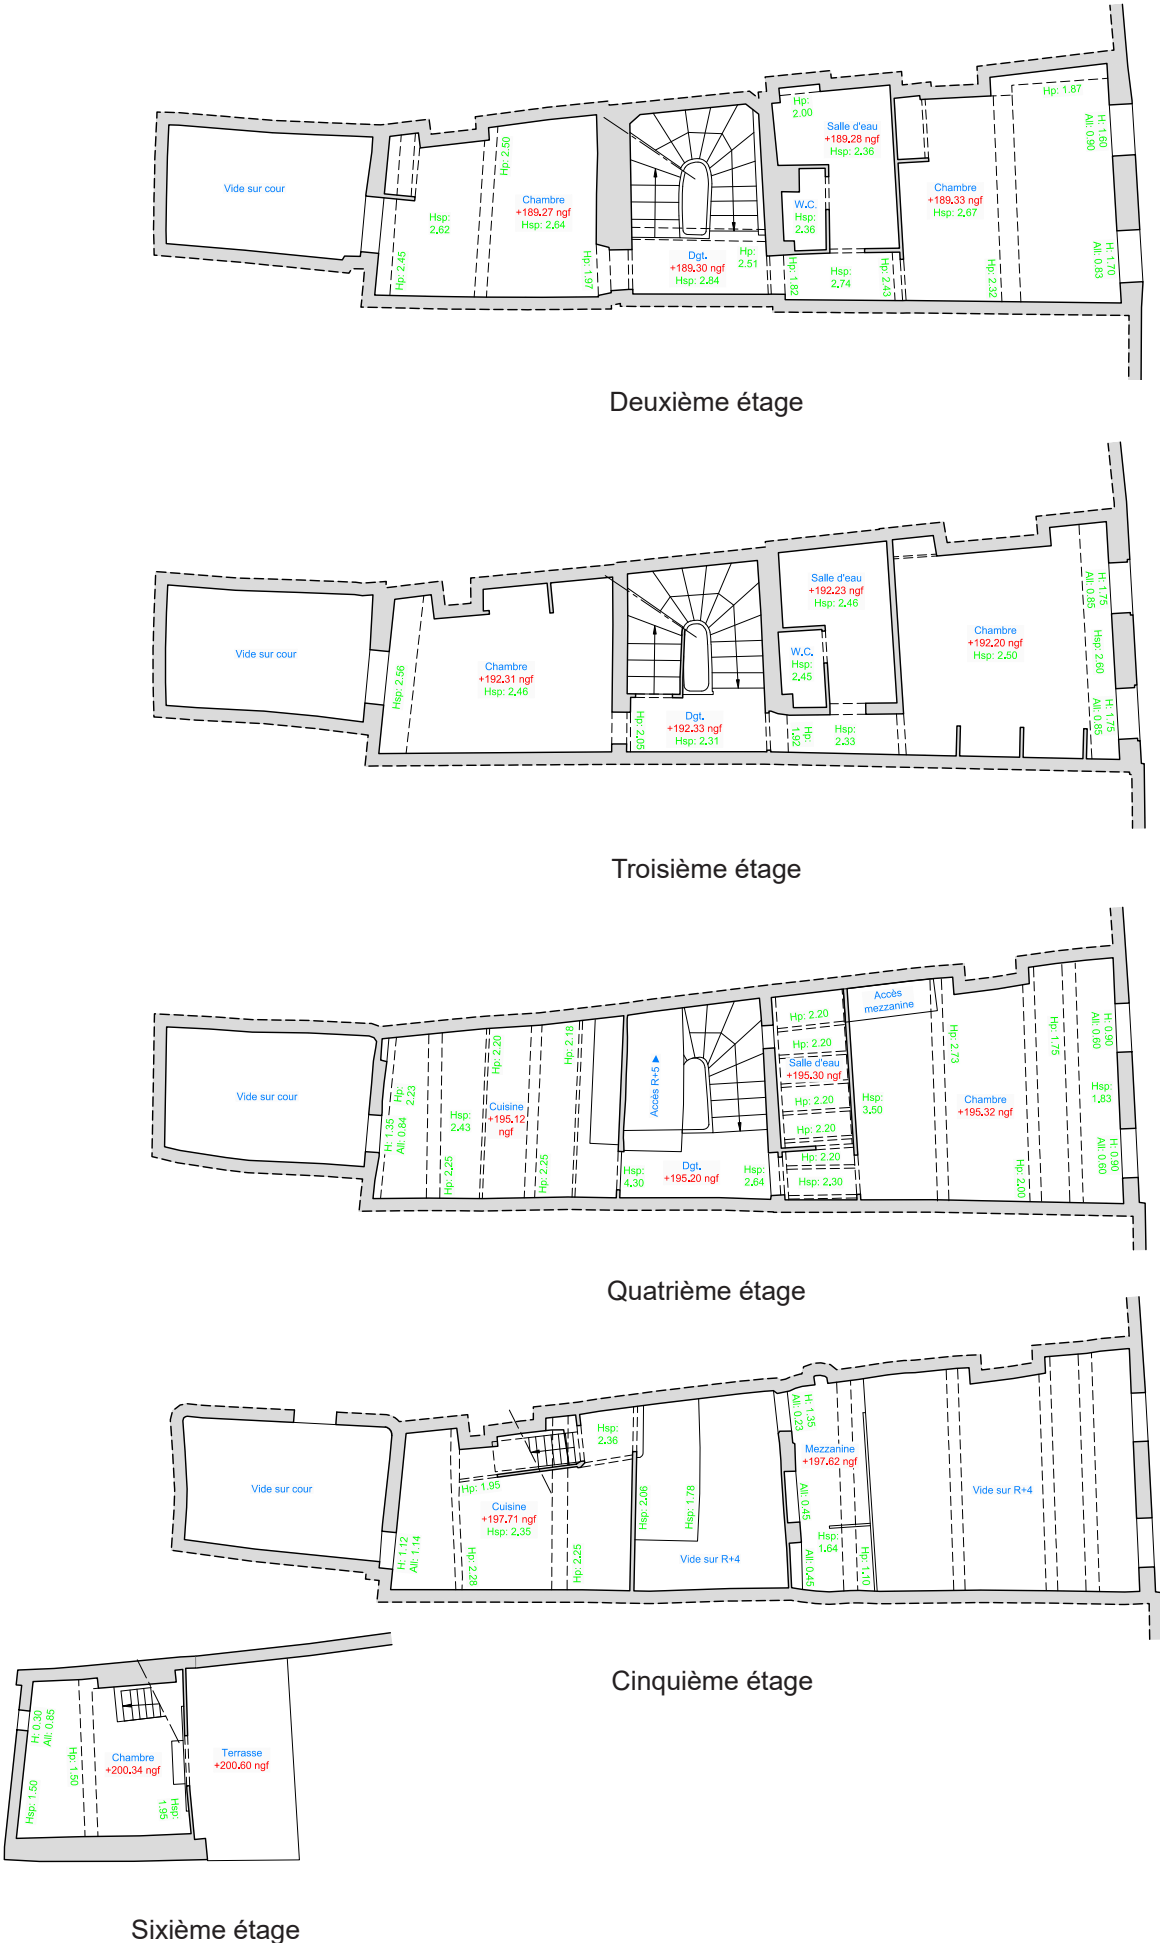 Hp: 1.87
Hp:
2.00
H: 1.60
All: 0.90
Salle d'eau
+189.28 ngf
Hsp: 2.36
Hp: 2.50
Vide sur cour
Chambre
+189.27 ngf
Hsp: 2.64
Chambre
+189.33 ngf
Hsp: 2.67
W.C.
Hsp:
2.36
Hsp:
2.62
Hp: 2.45
Hp: 1.97
Dgt.
+189.30 ngf
Hsp: 2.84
Hp:
2.51
Hp: 1.82
Hsp:
2.74
Hp: 2.43
Hp: 2.32
H: 1.70
All: 0.83
Deuxième étage
Salle d'eau
+192.23 ngf
Hsp: 2.46
H: 1.75
All: 0.85
Vide sur cour
Hsp: 2.56
Chambre
+192.31 ngf
Hsp: 2.46
W.C.
Hsp:
2.45
Chambre
+192.20 ngf
Hsp: 2.50
Hsp: 2.60
Hp: 2.05
Dgt.
+192.33 ngf
Hsp: 2.31
Hp:
1.92
Hsp:
2.33
H: 1.75
All: 0.85
Troisième étage
Accès
mezzanine
Hp: 2.20
Hp: 2.18
Hp: 2.20
Hp: 2.20
Hp: 2.73
Hp: 1.75
H: 0.90
All: 0.60
Salle d'eau
+195.30 ngf
Accès R+5
Vide sur cour
Hp:
2.23
Hsp:
2.43
Cuisine
+195.12
ngf
Hp: 2.20
Hsp:
3.50
Chambre
+195.32 ngf
Hsp:
1.83
H: 1.35
All: 0.84
Hp: 2.20
Hp: 2.25
Hp: 2.25
Hsp:
4.30
Dgt.
+195.20 ngf
Hsp:
2.64
Hp: 2.20
Hsp: 2.30
Hp: 2.00
H: 0.90
All: 0.60
Quatrième étage
Hsp:
2.36
H: 1.35
All: 0.23
Mezzanine
+197.62 ngf
Vide sur cour
Hp: 1.95
Cuisine
+197.71 ngf
Hsp: 2.35
Hsp: 2.06
Hsp: 1.78
All: 0.45
Vide sur R+4
H: 1.12
All: 1.14
Hp: 2.28
Hp: 2.25
Vide sur R+4
Hsp:
1.64
All: 0.45
Hp: 1.10
Cinquième étage
H: 0.30
All: 0.85
Hp: 1.50
Chambre
+200.34 ngf
Terrasse
+200.60 ngf
Hsp: 1.60
Hsp:
1.95
Sixième étage